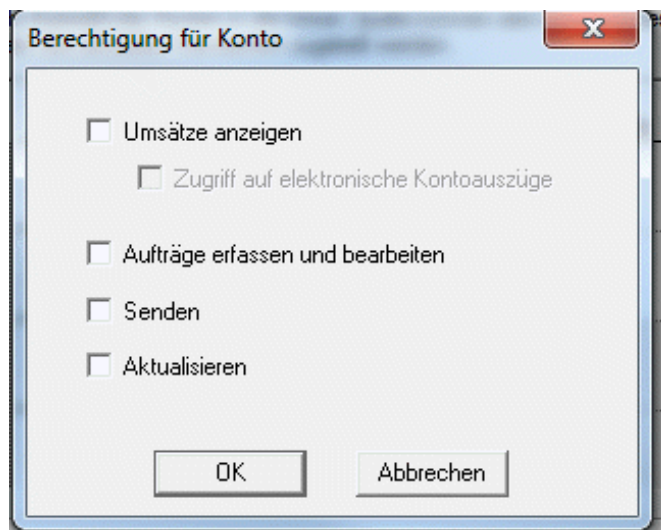 Berechtigung für Konto
Umsätze anzeigen
Zugriff auf elektronische Kontoauszüge
Aufträge erfassen und bearbeiten
Senden
Aktualisieren
OK
Abbrechen